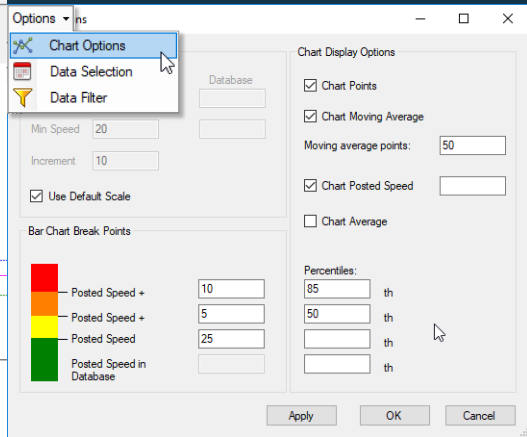 Options ns
Chart Options
Data Selection
Data Filter
Database
Min Speed 20
Increment 10
Use Default Scale
Bar Chart Break Points
Posted Speed + 10
Posted Speed + 5
Posted Speed 25
Posted Speed in
Database
Chart Display Options
Chart Points
Chart Moving Average
Moving average points: 50
Chart Posted Speed
Chart Average
Percentiles:
85 th
50 th
th
th
Apply OK Cancel